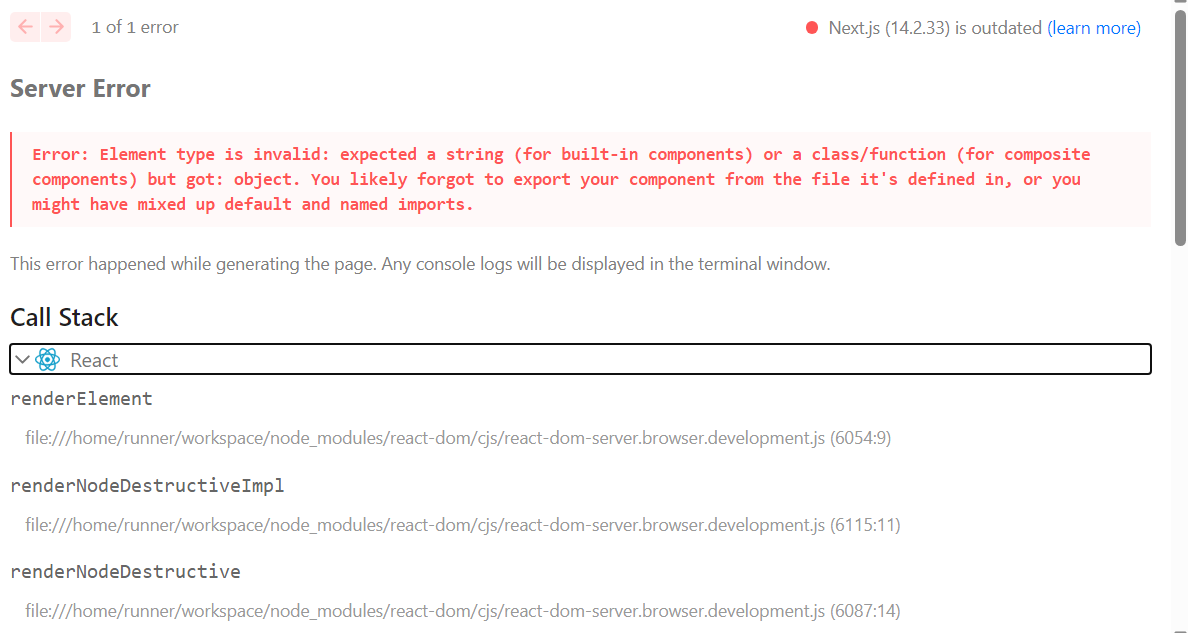 1 of 1 error
Next.js (14.2.33) is outdated (learn more)
Server Error
Error: Element type is invalid: expected a string (for built-in components) or a class/function (for composite
components) but got: object. You likely forgot to export your component from the file it's defined in, or you
might have mixed up default and named imports.
This error happened while generating the page. Any console logs will be displayed in the terminal window.
Call Stack
React
renderElement
file:///home/runner/workspace/node_modules/react-dom/cjs/react-dom-server.browser.development.js (6054:9)
renderNodeDestructiveImpl
file:///home/runner/workspace/node_modules/react-dom/cjs/react-dom-server.browser.development.js (6115:11)
renderNodeDestructive
file:///home/runner/workspace/node_modules/react-dom/cjs/react-dom-server.browser.development.js (6087:14)